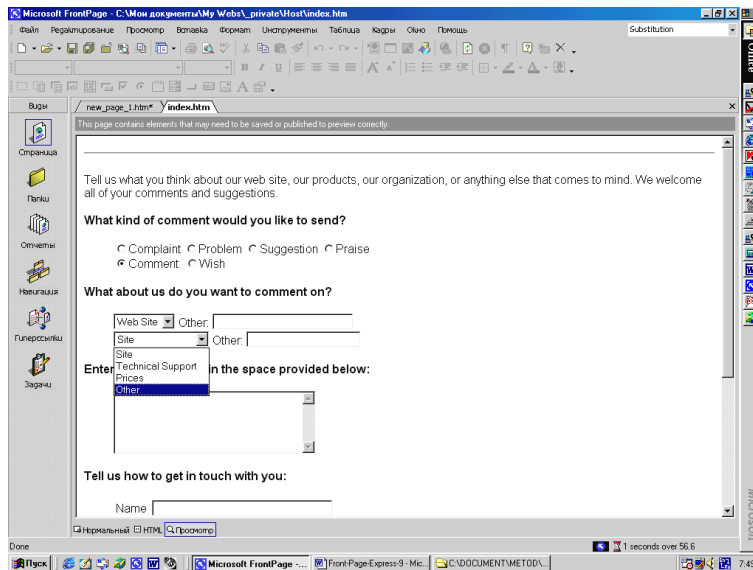 Microsoft FrontPage - C:\Мои документы\My Webs\_private\Host\index.htm
Файл Редактирование Просмотр Вставка Формат Инструменты Таблица Кадры Окно Помощь
Substitution
Виды
new_page_1.htm* index.htm
This page contains elements that may need to be saved or published to preview correctly.
Страница
Папки
Отчеты
Навигация
Гиперссылки
Задачи
Tell us what you think about our web site, our products, our organization, or anything else that comes to mind. We welcome
all of your comments and suggestions.
What kind of comment would you like to send?
Complaint Problem Suggestion Praise
Comment Wish
What about us do you want to comment on?
Web Site Other:
Site Other:
Site
Technical Support
Prices
Other
Enter in the space provided below:
Tell us how to get in touch with you:
Name
Нормальный HTML Просмотр
Done
1 seconds over 56.6
Пуск
Microsoft FrontPage -...
Front-Page-Express-9 - Mic...
C:\DOCUMENT\METOD\...
Office